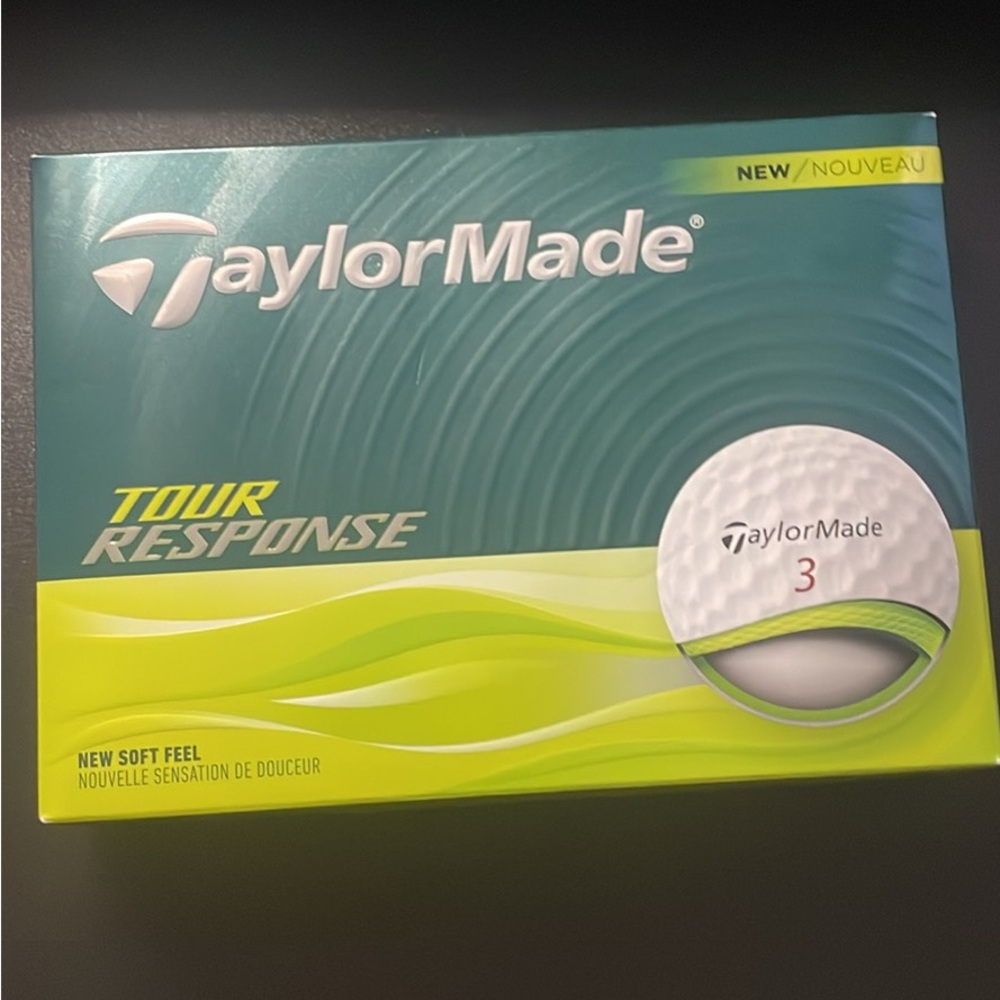 NEW/NOUVEAU
TaylorMade®
TOUR
RESPONSE
TaylorMade
3
NEW SOFT FEEL
NOUVELLE SENSATION DE DOUCEUR